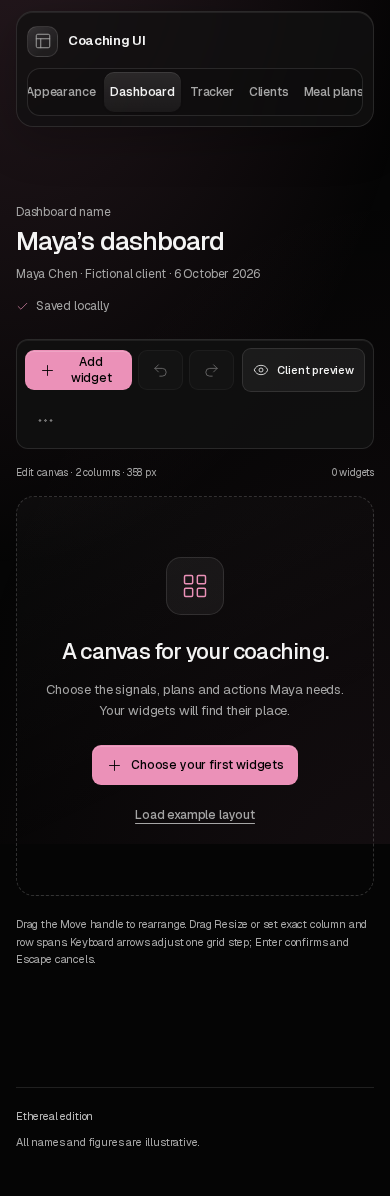 Coaching UI
Appearance Dashboard Tracker Clients Meal plans
Dashboard name
Maya’s dashboard
Maya Chen · Fictional client · 6 October 2026
Saved locally
Add
widget
Client preview
Edit canvas · 2 columns · 358 px 0 widgets
A canvas for your coaching.
Choose the signals, plans and actions Maya needs.
Your widgets will find their place.
Choose your first widgets
Load example layout
Drag the Move handle to rearrange. Drag Resize or set exact column and
row spans. Keyboard arrows adjust one grid step; Enter confirms and
Escape cancels.
Ethereal edition
All names and figures are illustrative.